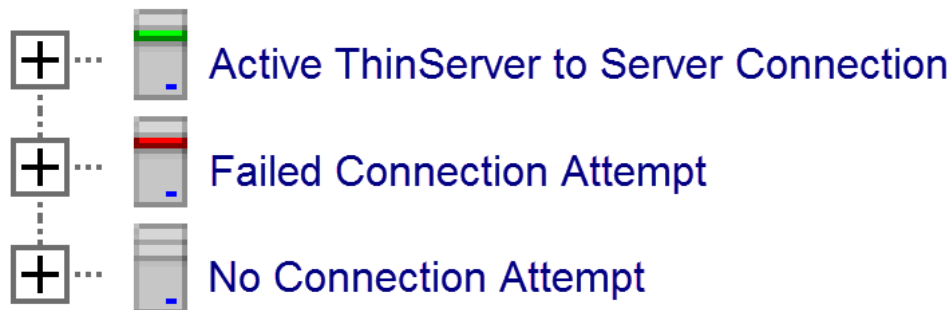 Active ThinServer to Server Connection
Failed Connection Attempt
No Connection Attempt